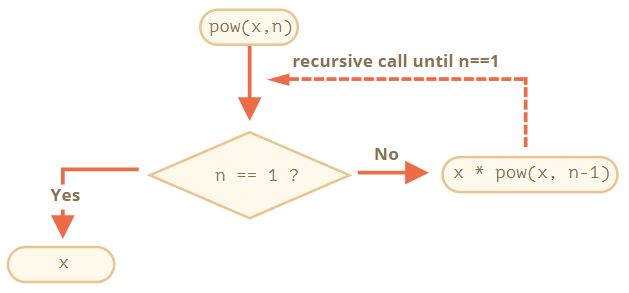 pow(x,n)
recursive call until n==1
n == 1 ?
No
x * pow(x, n-1)
Yes
x